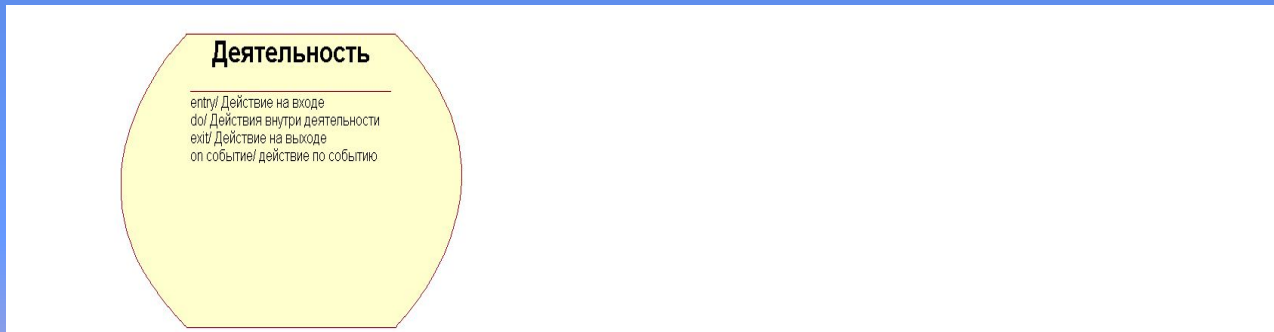 Деятельность
entry/ Действие на входе
do/ Действия внутри деятельности
exit/ Действие на выходе
on событие/ действие по событию